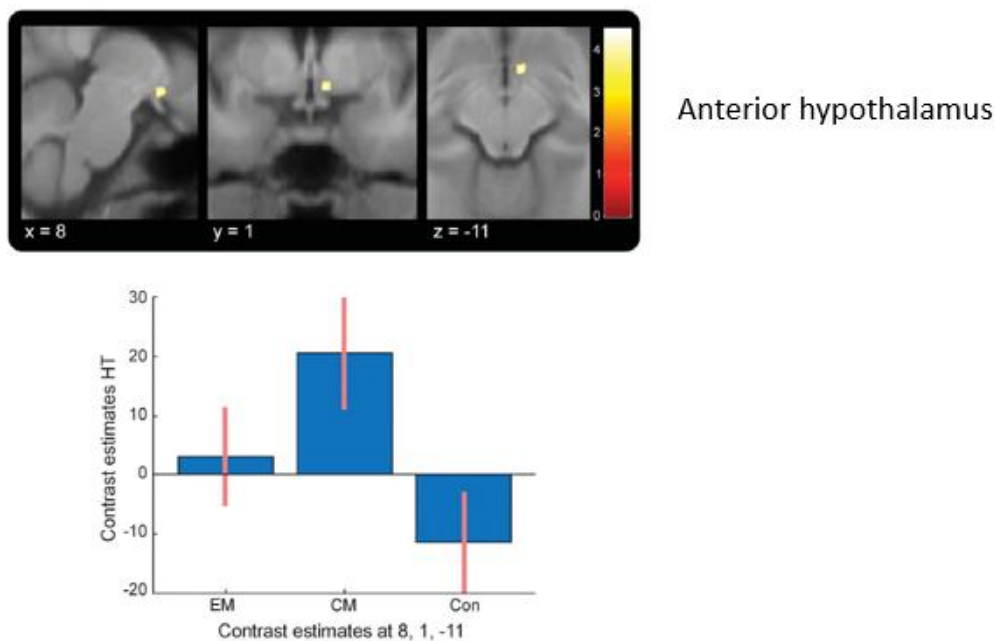 4
3
2
1
0
Anterior hypothalamus
x = 8
y = 1
z = -11
30
20
10
0
-10
-20
Contrast estimates HT
EM
CM
Con
Contrast estimates at 8, 1, -11